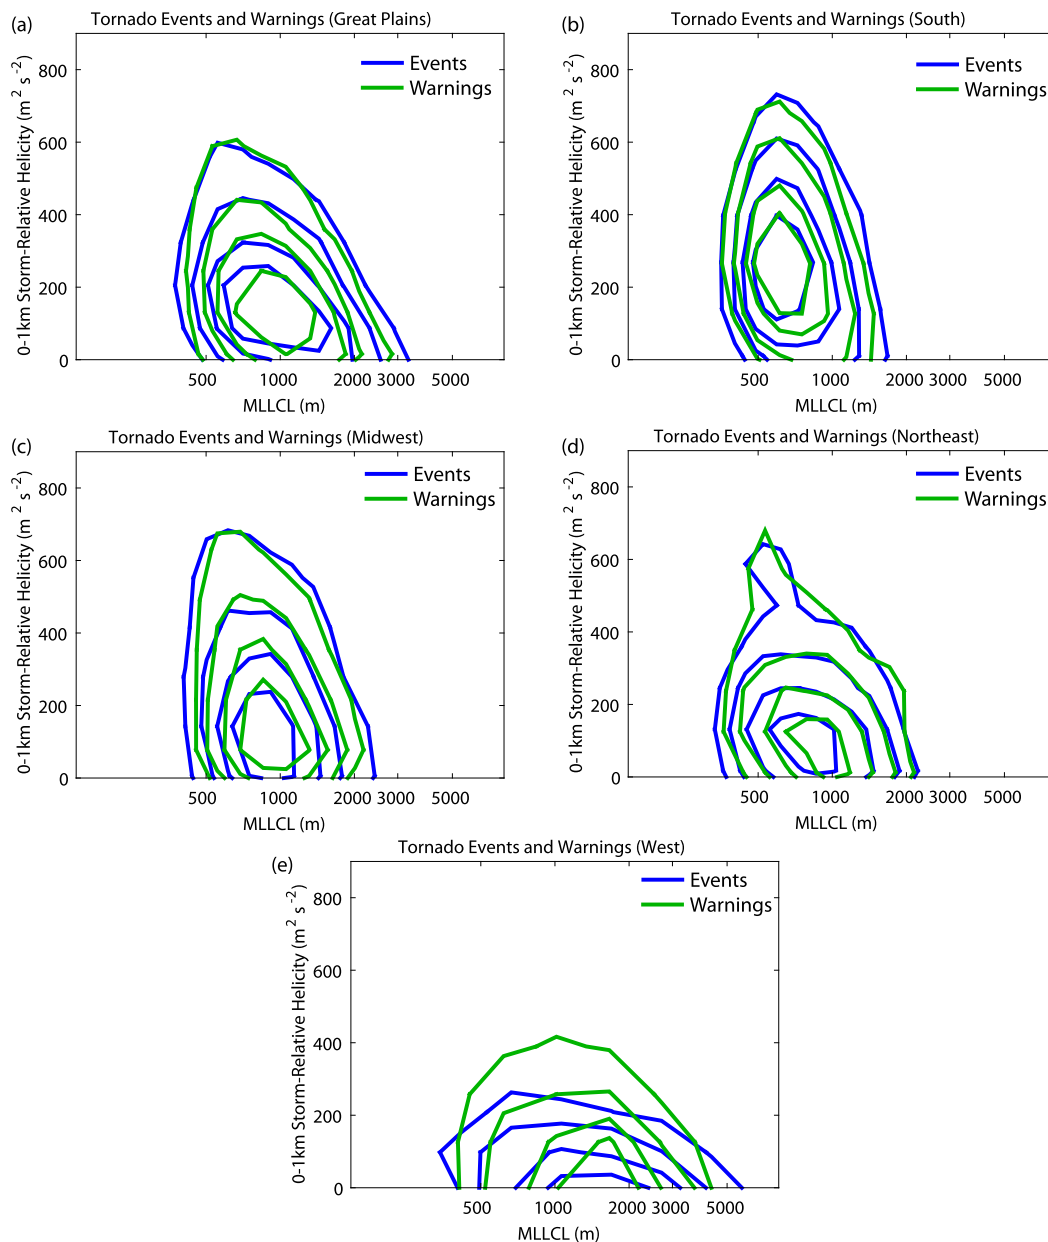 (a)
Tornado Events and Warnings (Great Plains)
0-1km Storm-Relative Helicity (m² s⁻²)
800
600
400
200
0
Events
Warnings
500 1000 2000 3000 5000
MLLCL (m)
(b)
Tornado Events and Warnings (South)
0-1km Storm-Relative Helicity (m² s⁻²)
800
600
400
200
0
Events
Warnings
500 1000 2000 3000 5000
MLLCL (m)
(c)
Tornado Events and Warnings (Midwest)
0-1km Storm-Relative Helicity (m² s⁻²)
800
600
400
200
0
Events
Warnings
500 1000 2000 3000 5000
MLLCL (m)
(d)
Tornado Events and Warnings (Northeast)
0-1km Storm-Relative Helicity (m² s⁻²)
800
600
400
200
0
Events
Warnings
500 1000 2000 3000 5000
MLLCL (m)
(e)
Tornado Events and Warnings (West)
0-1km Storm-Relative Helicity (m² s⁻²)
800
600
400
200
0
Events
Warnings
500 1000 2000 3000 5000
MLLCL (m)